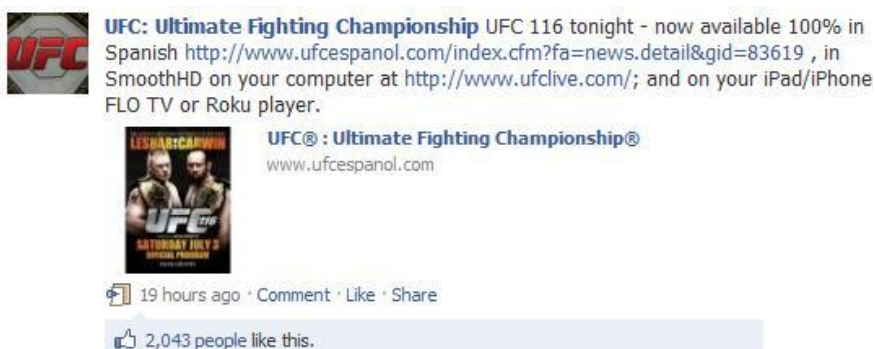 UFC
UFC: Ultimate Fighting Championship UFC 116 tonight - now available 100% in
Spanish http://www.ufcespanol.com/index.cfm?fa=news.detail&gid=83619 , in
SmoothHD on your computer at http://www.ufclive.com/; and on your iPad/iPhone
FLO TV or Roku player.
LESNAR CARWIN
UFC 116
SATURDAY JULY 3
OFFICIAL PROGRAM
UFC® : Ultimate Fighting Championship®
www.ufcespanol.com
19 hours ago · Comment · Like · Share
2,043 people like this.